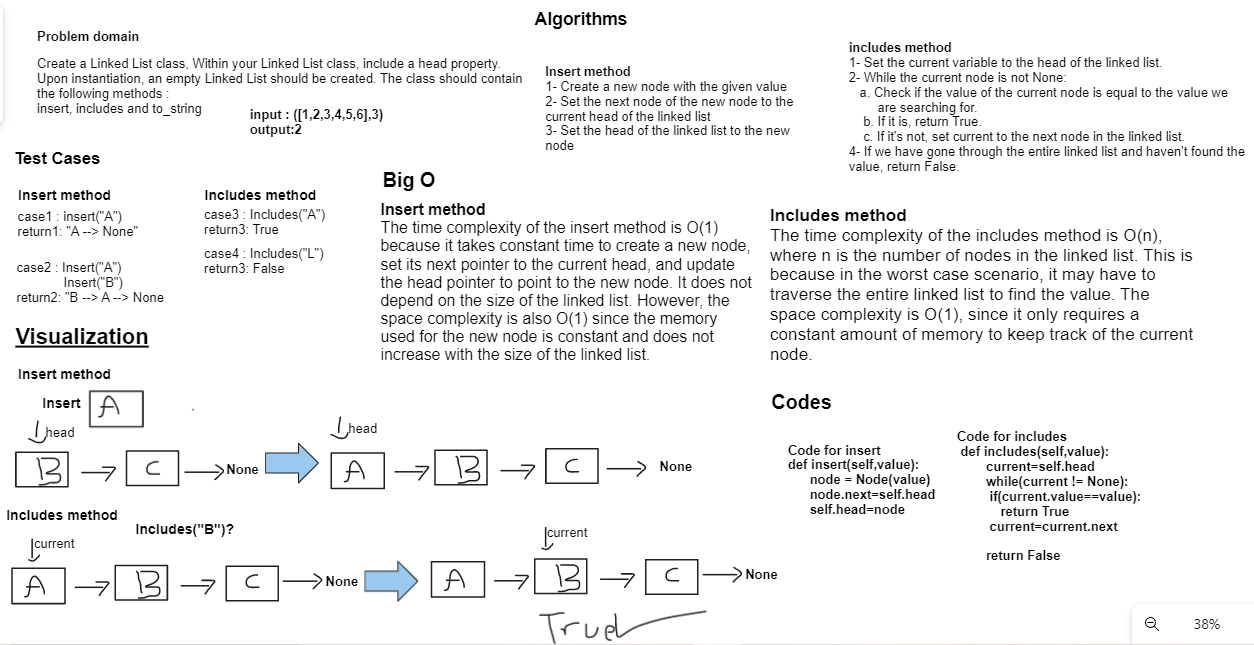 Algorithms
Problem domain
Create a Linked List class, Within your Linked List class, include a head property.
Upon instantiation, an empty Linked List should be created. The class should contain
the following methods :
insert, includes and to_string
input : ([1,2,3,4,5,6],3)
output:2
Insert method
1- Create a new node with the given value
2- Set the next node of the new node to the
current head of the linked list
3- Set the head of the linked list to the new
node
includes method
1- Set the current variable to the head of the linked list.
2- While the current node is not None:
a. Check if the value of the current node is equal to the value we
are searching for.
b. If it is, return True.
c. If it's not, set current to the next node in the linked list.
4- If we have gone through the entire linked list and haven't found the
value, return False.
Test Cases
Insert method
case1 : insert("A")
return1: "A --> None"
case2 : Insert("A")
Insert("B")
return2: "B --> A --> None
Includes method
case3 : Includes("A")
return3: True
case4 : Includes("L")
return3: False
Big O
Insert method
The time complexity of the insert method is O(1)
because it takes constant time to create a new node,
set its next pointer to the current head, and update
the head pointer to point to the new node. It does not
depend on the size of the linked list. However, the
space complexity is also O(1) since the memory
used for the new node is constant and does not
increase with the size of the linked list.
Includes method
The time complexity of the includes method is O(n),
where n is the number of nodes in the linked list. This is
because in the worst case scenario, it may have to
traverse the entire linked list to find the value. The
space complexity is O(1), since it only requires a
constant amount of memory to keep track of the current
node.
Visualization
Insert method
Insert A
head
B C None
head
A B C None
Includes method
Includes("B")?
current
A B C None
current
A B C None
True
Codes
Code for insert
def insert(self,value):
node = Node(value)
node.next=self.head
self.head=node
Code for includes
def includes(self,value):
current=self.head
while(current != None):
if(current.value==value):
return True
current=current.next
return False
38%